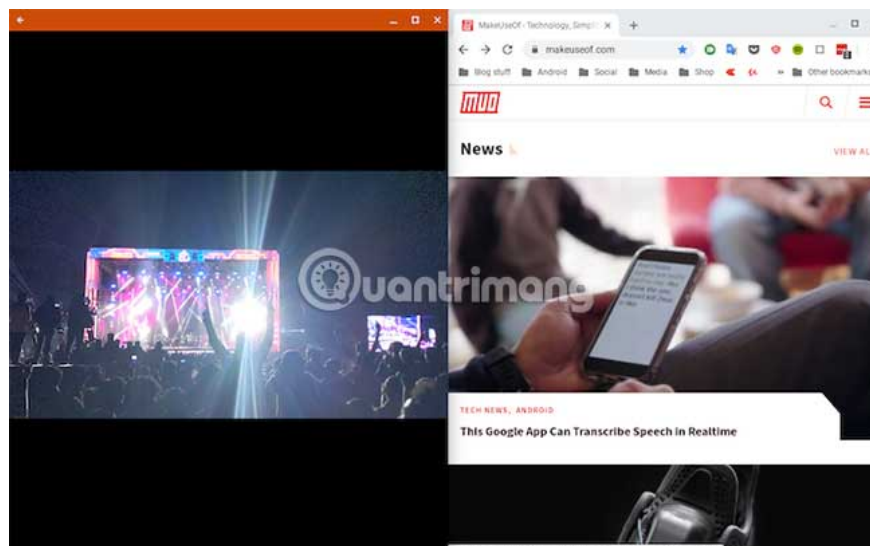 MakeUseOf - Technology, Simpl
makeuseof.com
Blog stuff Android Social Media Shop Other bookmarks
MUO
News
VIEW AL
Quantrimang
TECH NEWS, ANDROID
This Google App Can Transcribe Speech in Realtime